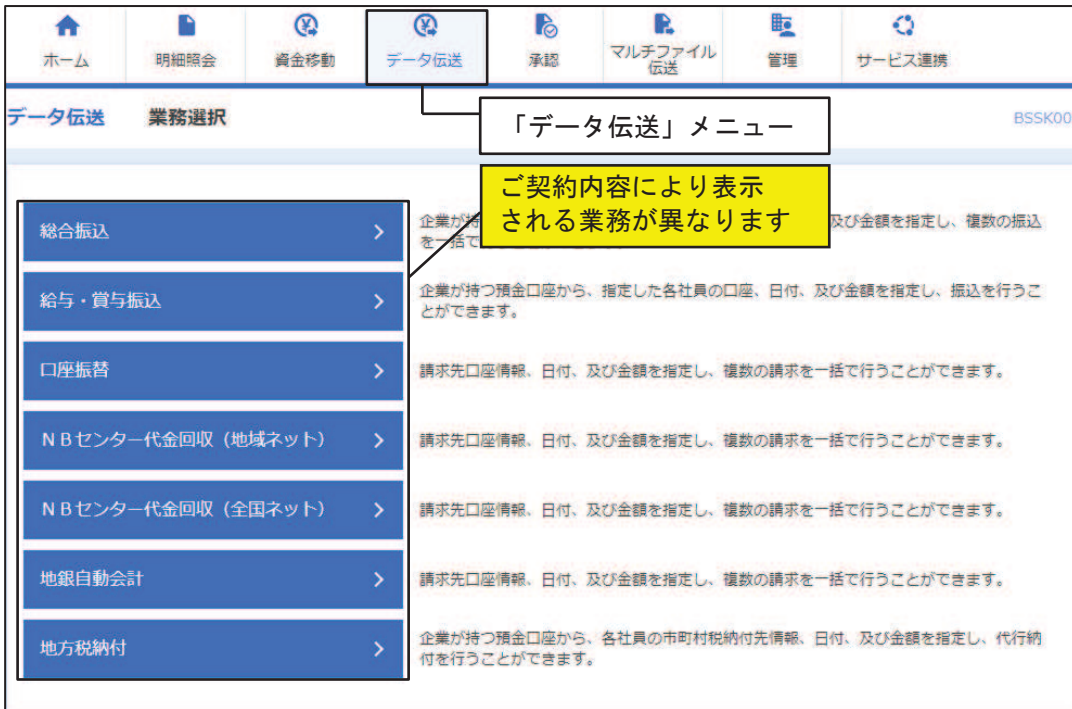 ホーム
明細照会
資金移動
データ伝送
承認
マルチファイル
伝送
管理
サービス連携
データ伝送 業務選択
BSSK00
「データ伝送」メニュー
ご契約内容により表示
される業務が異なります
総合振込
企業が持
及び金額を指定し、複数の振込
を一括で
給与・賞与振込
企業が持つ預金口座から、指定した各社員の口座、日付、及び金額を指定し、振込を行うこ
とができます。
口座振替
請求先口座情報、日付、及び金額を指定し、複数の請求を一括で行うことができます。
NBセンター代金回収(地域ネット)
請求先口座情報、日付、及び金額を指定し、複数の請求を一括で行うことができます。
NBセンター代金回収(全国ネット)
請求先口座情報、日付、及び金額を指定し、複数の請求を一括で行うことができます。
地銀自動会計
請求先口座情報、日付、及び金額を指定し、複数の請求を一括で行うことができます。
地方税納付
企業が持つ預金口座から、各社員の市町村税納付先情報、日付、及び金額を指定し、代行納
付を行うことができます。